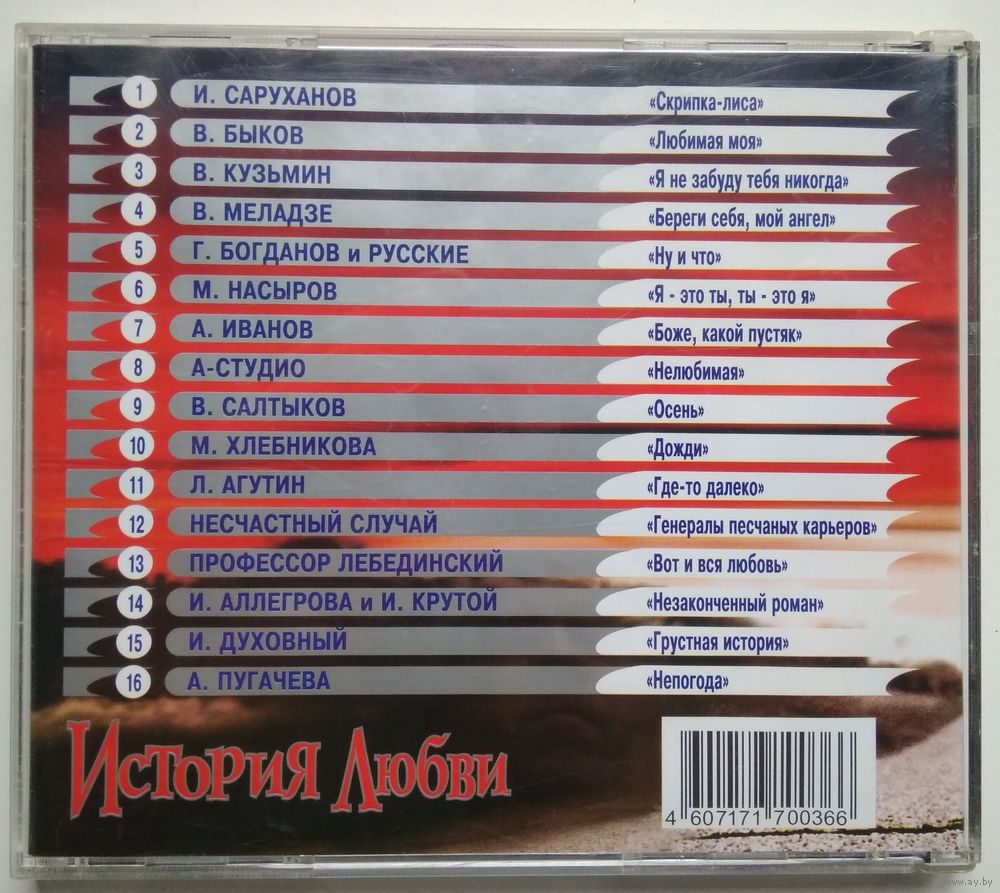 1 И. САРУХАНОВ «Скрипка-лиса»
2 В. БЫКОВ «Любимая моя»
3 В. КУЗЬМИН «Я не забуду тебя никогда»
4 В. МЕЛАДЗЕ «Береги себя, мой ангел»
5 Г. БОГДАНОВ и РУССКИЕ «Ну и что»
6 М. НАСЫРОВ «Я - это ты, ты - это я»
7 А. ИВАНОВ «Боже, какой пустяк»
8 А-СТУДИО «Нелюбимая»
9 В. САЛТЫКОВ «Осень»
10 М. ХЛЕБНИКОВА «Дожди»
11 Л. АГУТИН «Где-то далеко»
12 НЕСЧАСТНЫЙ СЛУЧАЙ «Генералы песчаных карьеров»
13 ПРОФЕССОР ЛЕБЕДИНСКИЙ «Вот и вся любовь»
14 И. АЛЛЕГРОВА и И. КРУТОЙ «Незаконченный роман»
15 И. ДУХОВНЫЙ «Грустная история»
16 А. ПУГАЧЕВА «Непогода»
История Любви
4 607171 700366
www.ay.by